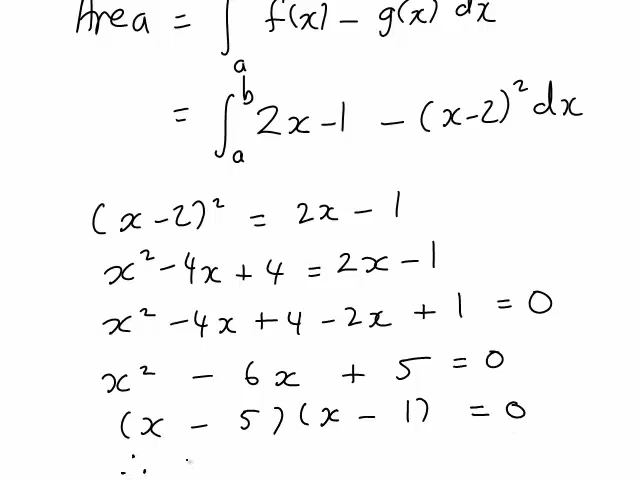 Area = ∫ₐ f(x) – g(x) dx
= ∫ₐᵇ 2x – 1 – (x – 2)² dx
(x – 2)² = 2x – 1
x² – 4x + 4 = 2x – 1
x² – 4x + 4 – 2x + 1 = 0
x² – 6x + 5 = 0
(x – 5)(x – 1) = 0
∴